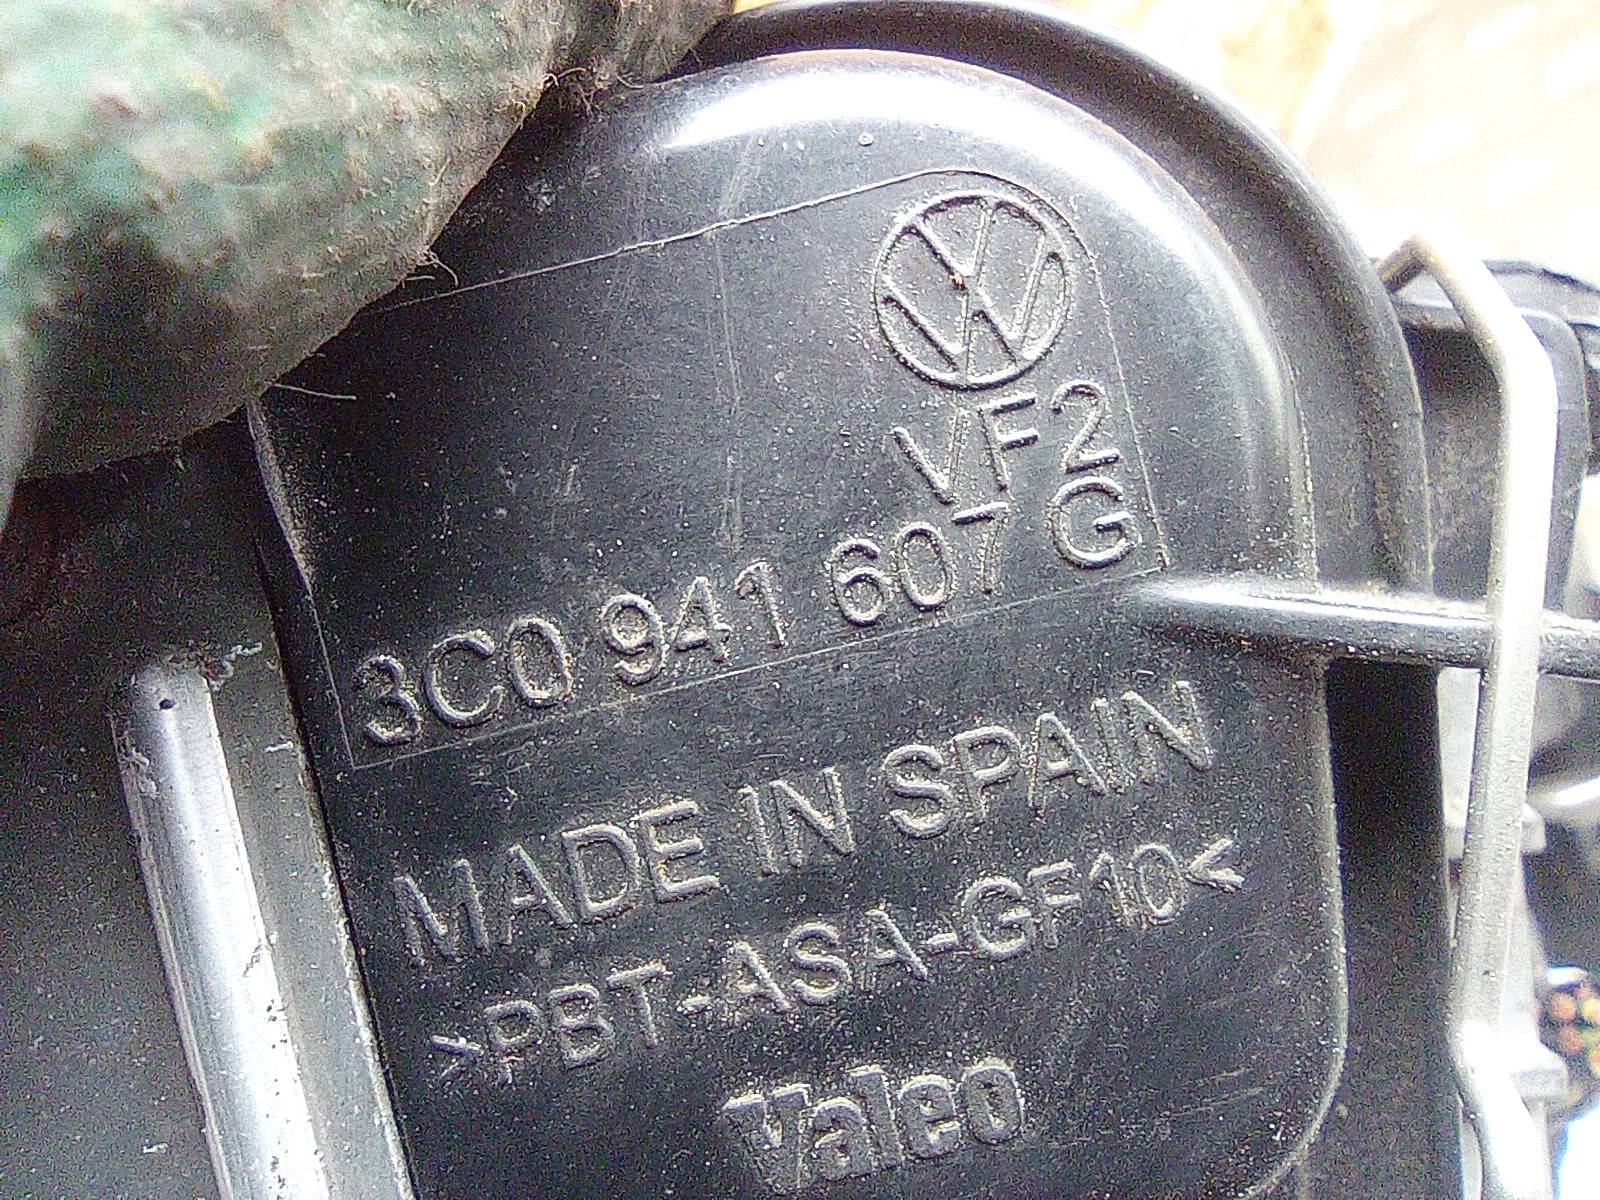 VF2
3C0 941 607 G
MADE IN SPAIN
>PBT-ASA-GF10<
Valeo